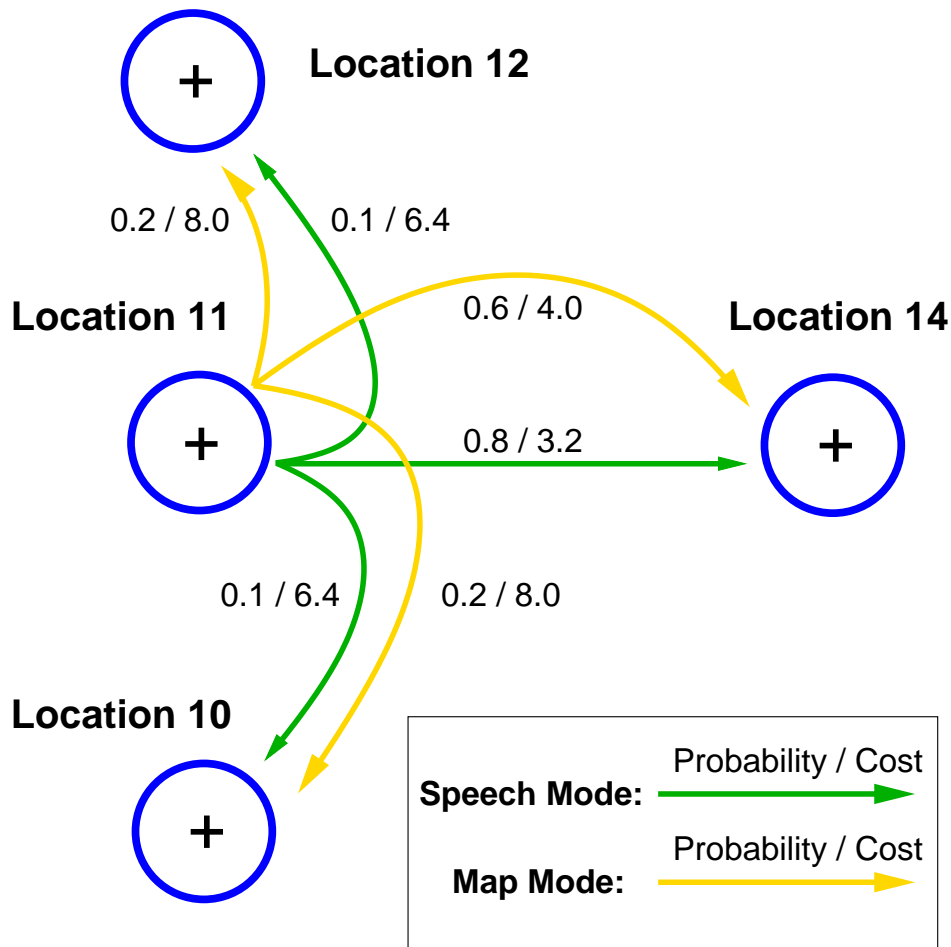 +
Location 12
0.2 / 8.0
0.1 / 6.4
Location 11
0.6 / 4.0
Location 14
+
0.8 / 3.2
+
0.1 / 6.4
0.2 / 8.0
Location 10
+
Probability / Cost
Speech Mode:
Probability / Cost
Map Mode: